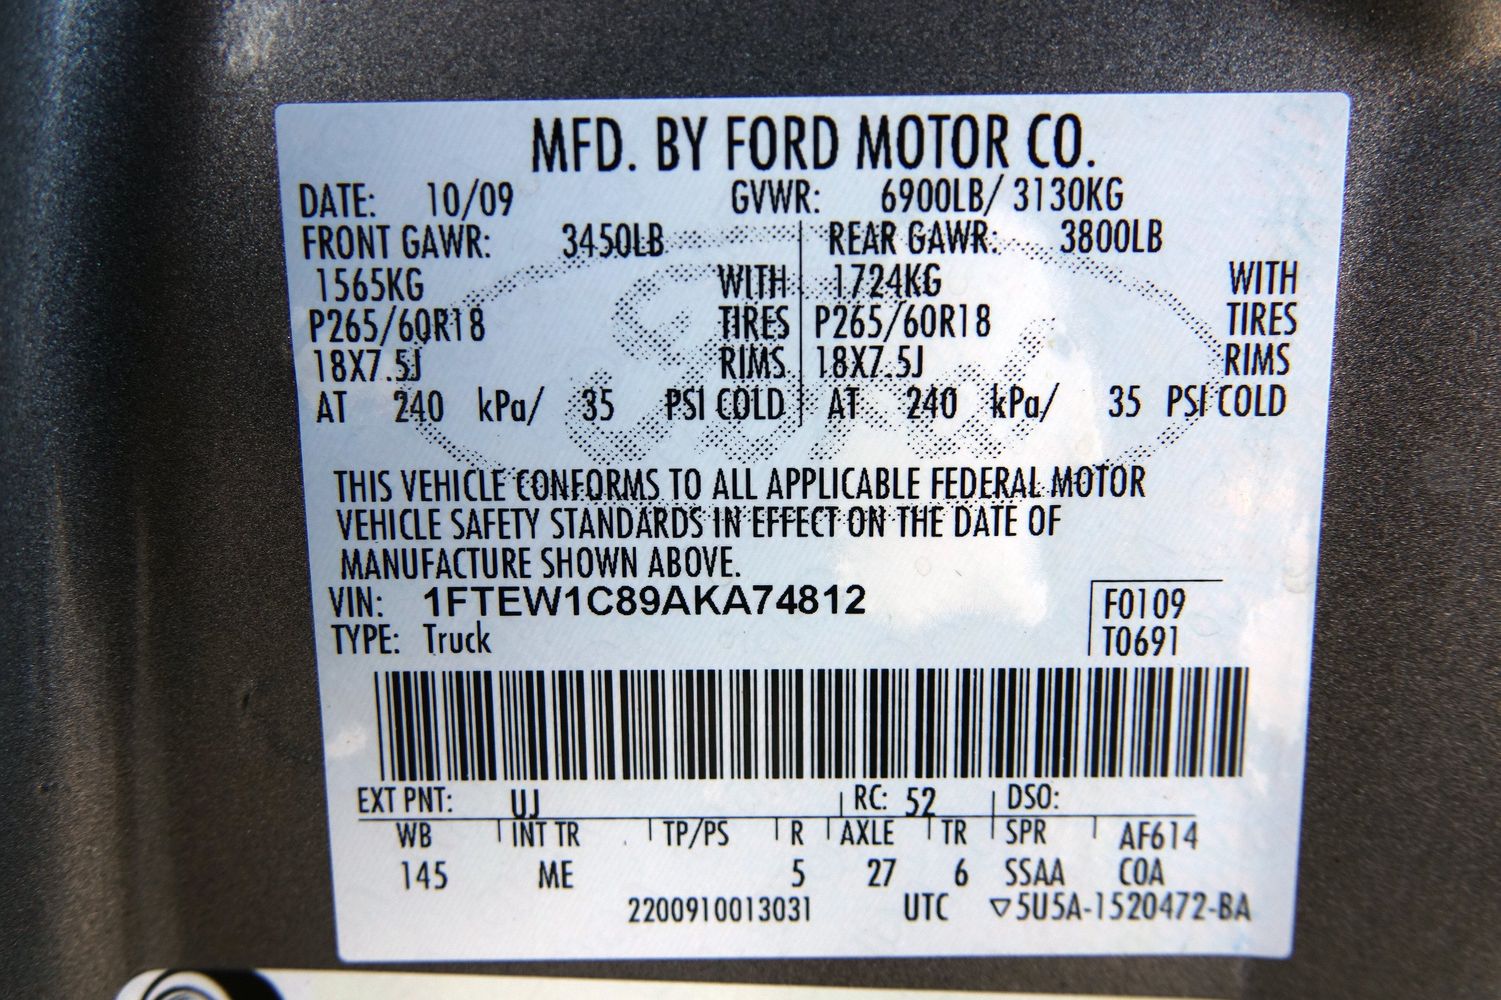 MFD. BY FORD MOTOR CO.
DATE: 10/09 GVWR: 6900LB/ 3130KG
FRONT GAWR: 3450LB REAR GAWR: 3800LB
1565KG WITH 1724KG WITH
P265/60R18 TIRES P265/60R18 TIRES
18X7.5J RIMS 18X7.5J RIMS
AT 240 kPa/ 35 PSI COLD AT 240 kPa/ 35 PSI COLD
Ford
THIS VEHICLE CONFORMS TO ALL APPLICABLE FEDERAL MOTOR
VEHICLE SAFETY STANDARDS IN EFFECT ON THE DATE OF
MANUFACTURE SHOWN ABOVE.
VIN: 1FTEW1C89AKA74812 F0109
TYPE: Truck T0691
EXT PNT: UJ RC: 52 DSO:
WB INT TR TP/PS R AXLE TR SPR AF614
145 ME 5 27 6 SSAA COA
2200910013031 UTC ▽5U5A-1520472-BA